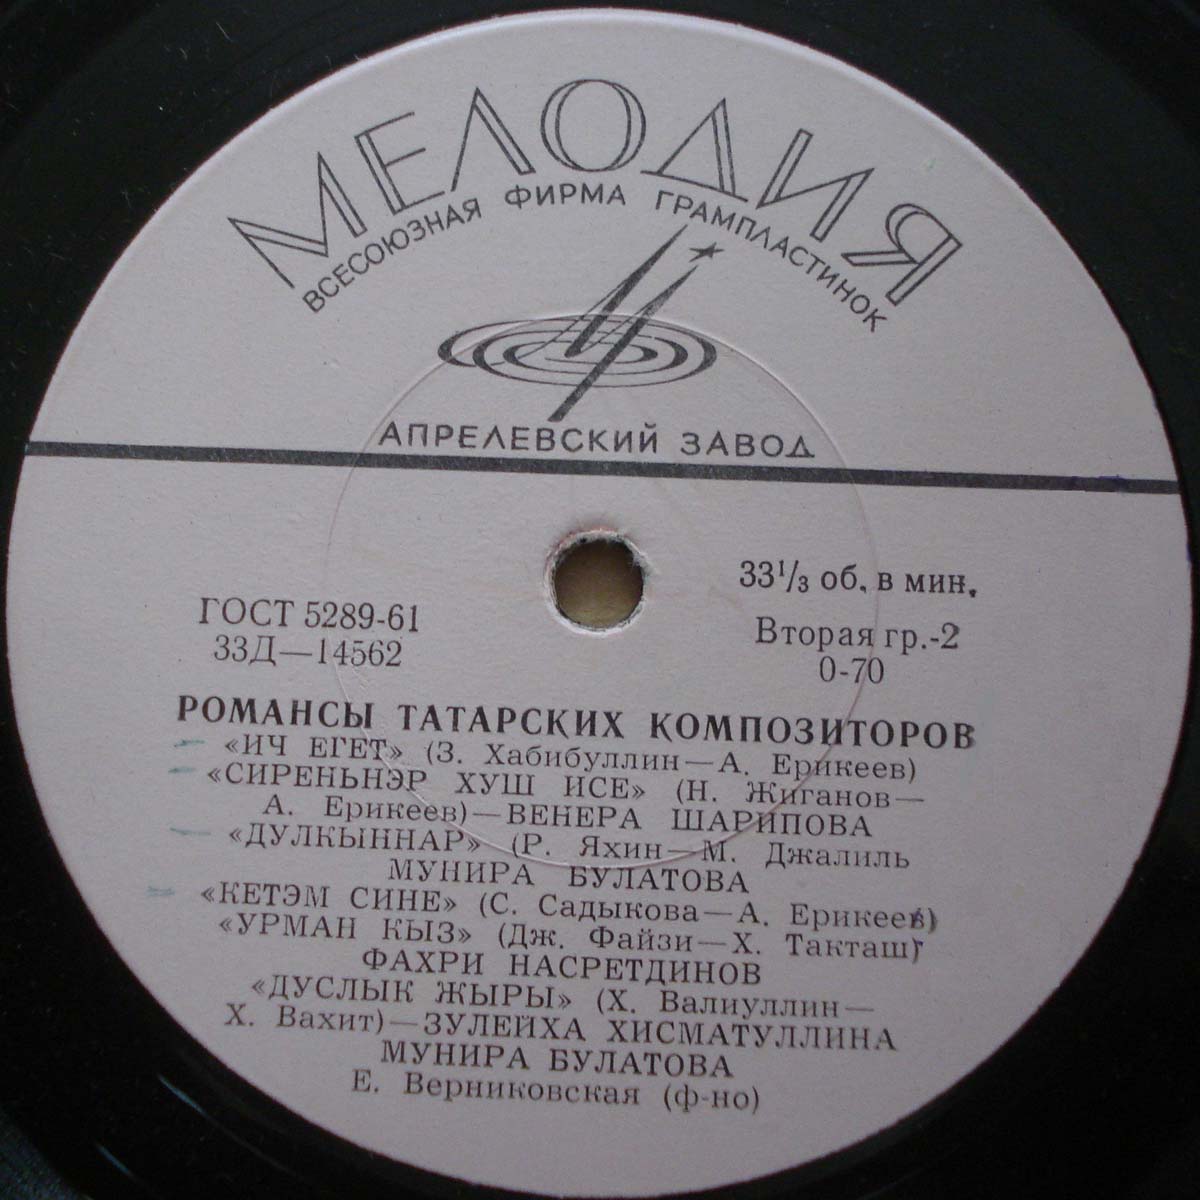 МЕЛОДИЯ
ВСЕСОЮЗНАЯ ФИРМА ГРАМПЛАСТИНОК
АПРЕЛЕВСКИЙ ЗАВОД
33⅓ об. в мин.
ГОСТ 5289-61
Вторая гр.-2
33Д—14562
0-70
РОМАНСЫ ТАТАРСКИХ КОМПОЗИТОРОВ
«ИЧ ЕГЕТ» (З. Хабибуллин—А. Ерикеев)
«СИРЕНЬНЭР ХУШ ИСЕ» (Н. Жиганов—
А. Ерикеев)—ВЕНЕРА ШАРИПОВА
«ДУЛКЫННАР» (Р. Яхин—М. Джалиль
МУНИРА БУЛАТОВА
«КЕТЭМ СИНЕ» (С. Садыкова—А. Ерикеев)
«УРМАН КЫЗ» (Дж. Файзи—Х. Такташ)
ФАХРИ НАСРЕТДИНОВ
«ДУСЛЫК ЖЫРЫ» (Х. Валиуллин—
Х. Вахит)—ЗУЛЕЙХА ХИСМАТУЛЛИНА
МУНИРА БУЛАТОВА
Е. Верниковская (ф-но)